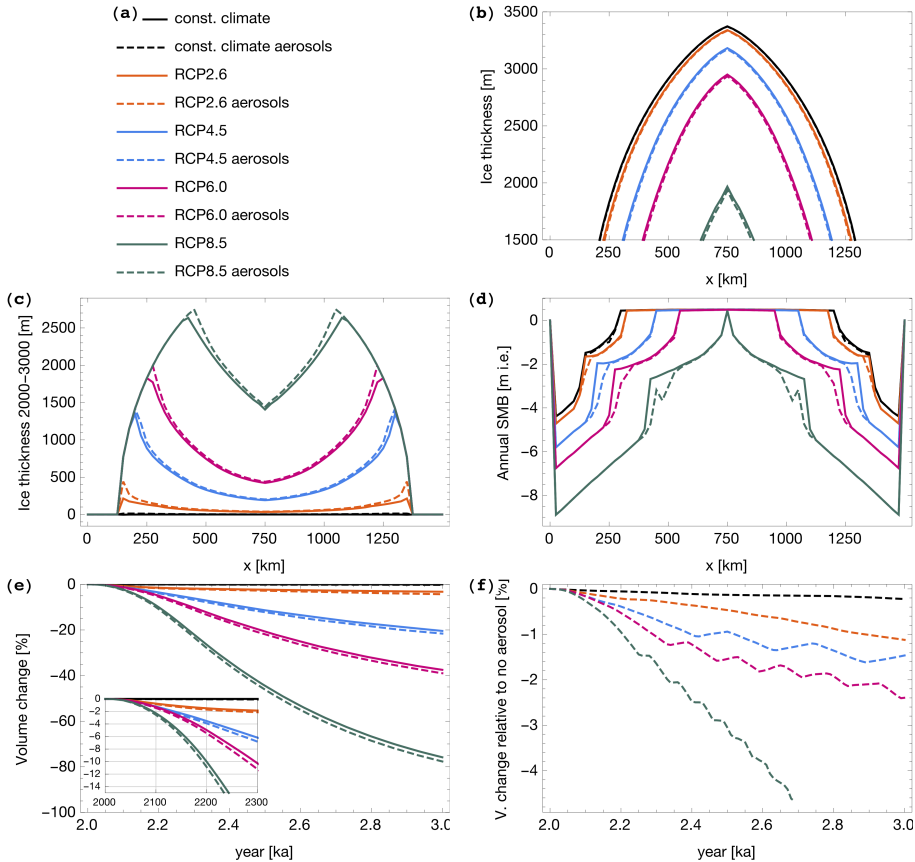 (a)
const. climate
const. climate aerosols
RCP2.6
RCP2.6 aerosols
RCP4.5
RCP4.5 aerosols
RCP6.0
RCP6.0 aerosols
RCP8.5
RCP8.5 aerosols
(b)
Ice thickness [m]
3500
3000
2500
2000
1500
0 250 500 750 1000 1250
x [km]
(c)
Ice thickness 2000–3000 [m]
2500
2000
1500
1000
500
0
0 250 500 750 1000 1250
x [km]
(d)
Annual SMB [m i.e.]
0
−2
−4
−6
−8
0 250 500 750 1000 1250
x [km]
(e)
Volume change [%]
0
−20
−40
−60
−80
−100
2.0 2.2 2.4 2.6 2.8 3.0
year [ka]
0
−2
−4
−6
−8
−10
−12
−14
2000 2100 2200 2300
(f)
V. change relative to no aerosol [%]
0
−1
−2
−3
−4
2.0 2.2 2.4 2.6 2.8 3.0
year [ka]